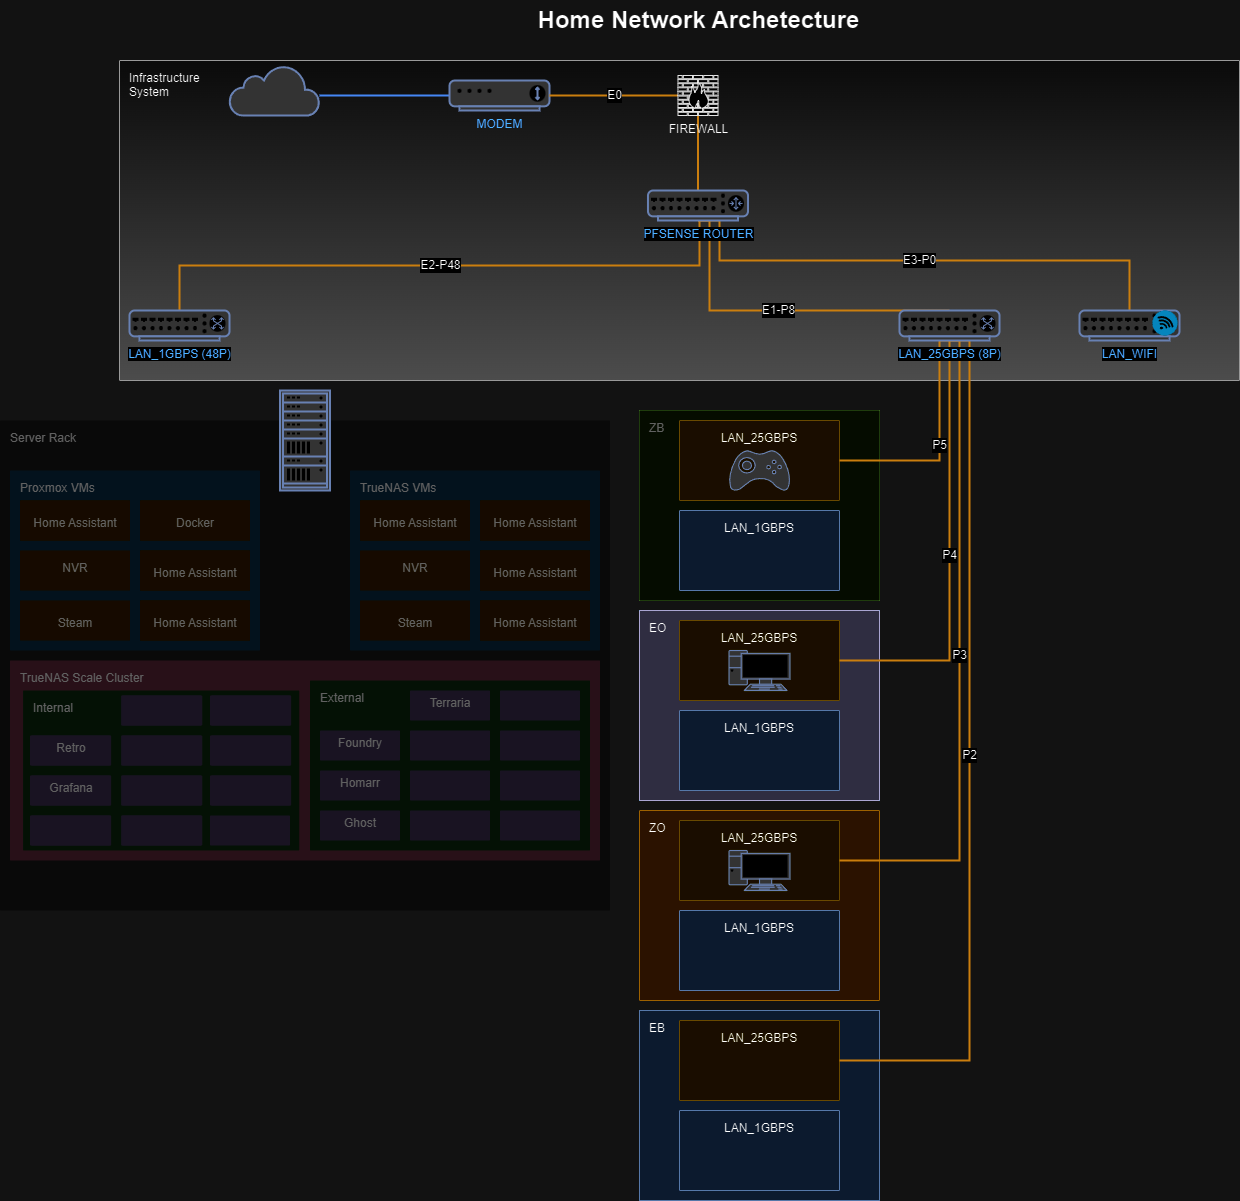 Home Network Archetecture
Infrastructure
System
E0
MODEM
FIREWALL
PFSENSE ROUTER
E2-P48
E3-P0
E1-P8
LAN_1GBPS (48P)
LAN_25GBPS (8P)
LAN_WIFI
Server Rack
Proxmox VMs
Home Assistant
Docker
NVR
Home Assistant
Steam
Home Assistant
TrueNAS VMs
Home Assistant
Home Assistant
NVR
Home Assistant
Steam
Home Assistant
TrueNAS Scale Cluster
Internal
Retro
Grafana
External
Terraria
Foundry
Homarr
Ghost
ZB
LAN_25GBPS
LAN_1GBPS
P5
P4
EO
LAN_25GBPS
LAN_1GBPS
P3
P2
ZO
LAN_25GBPS
LAN_1GBPS
EB
LAN_25GBPS
LAN_1GBPS